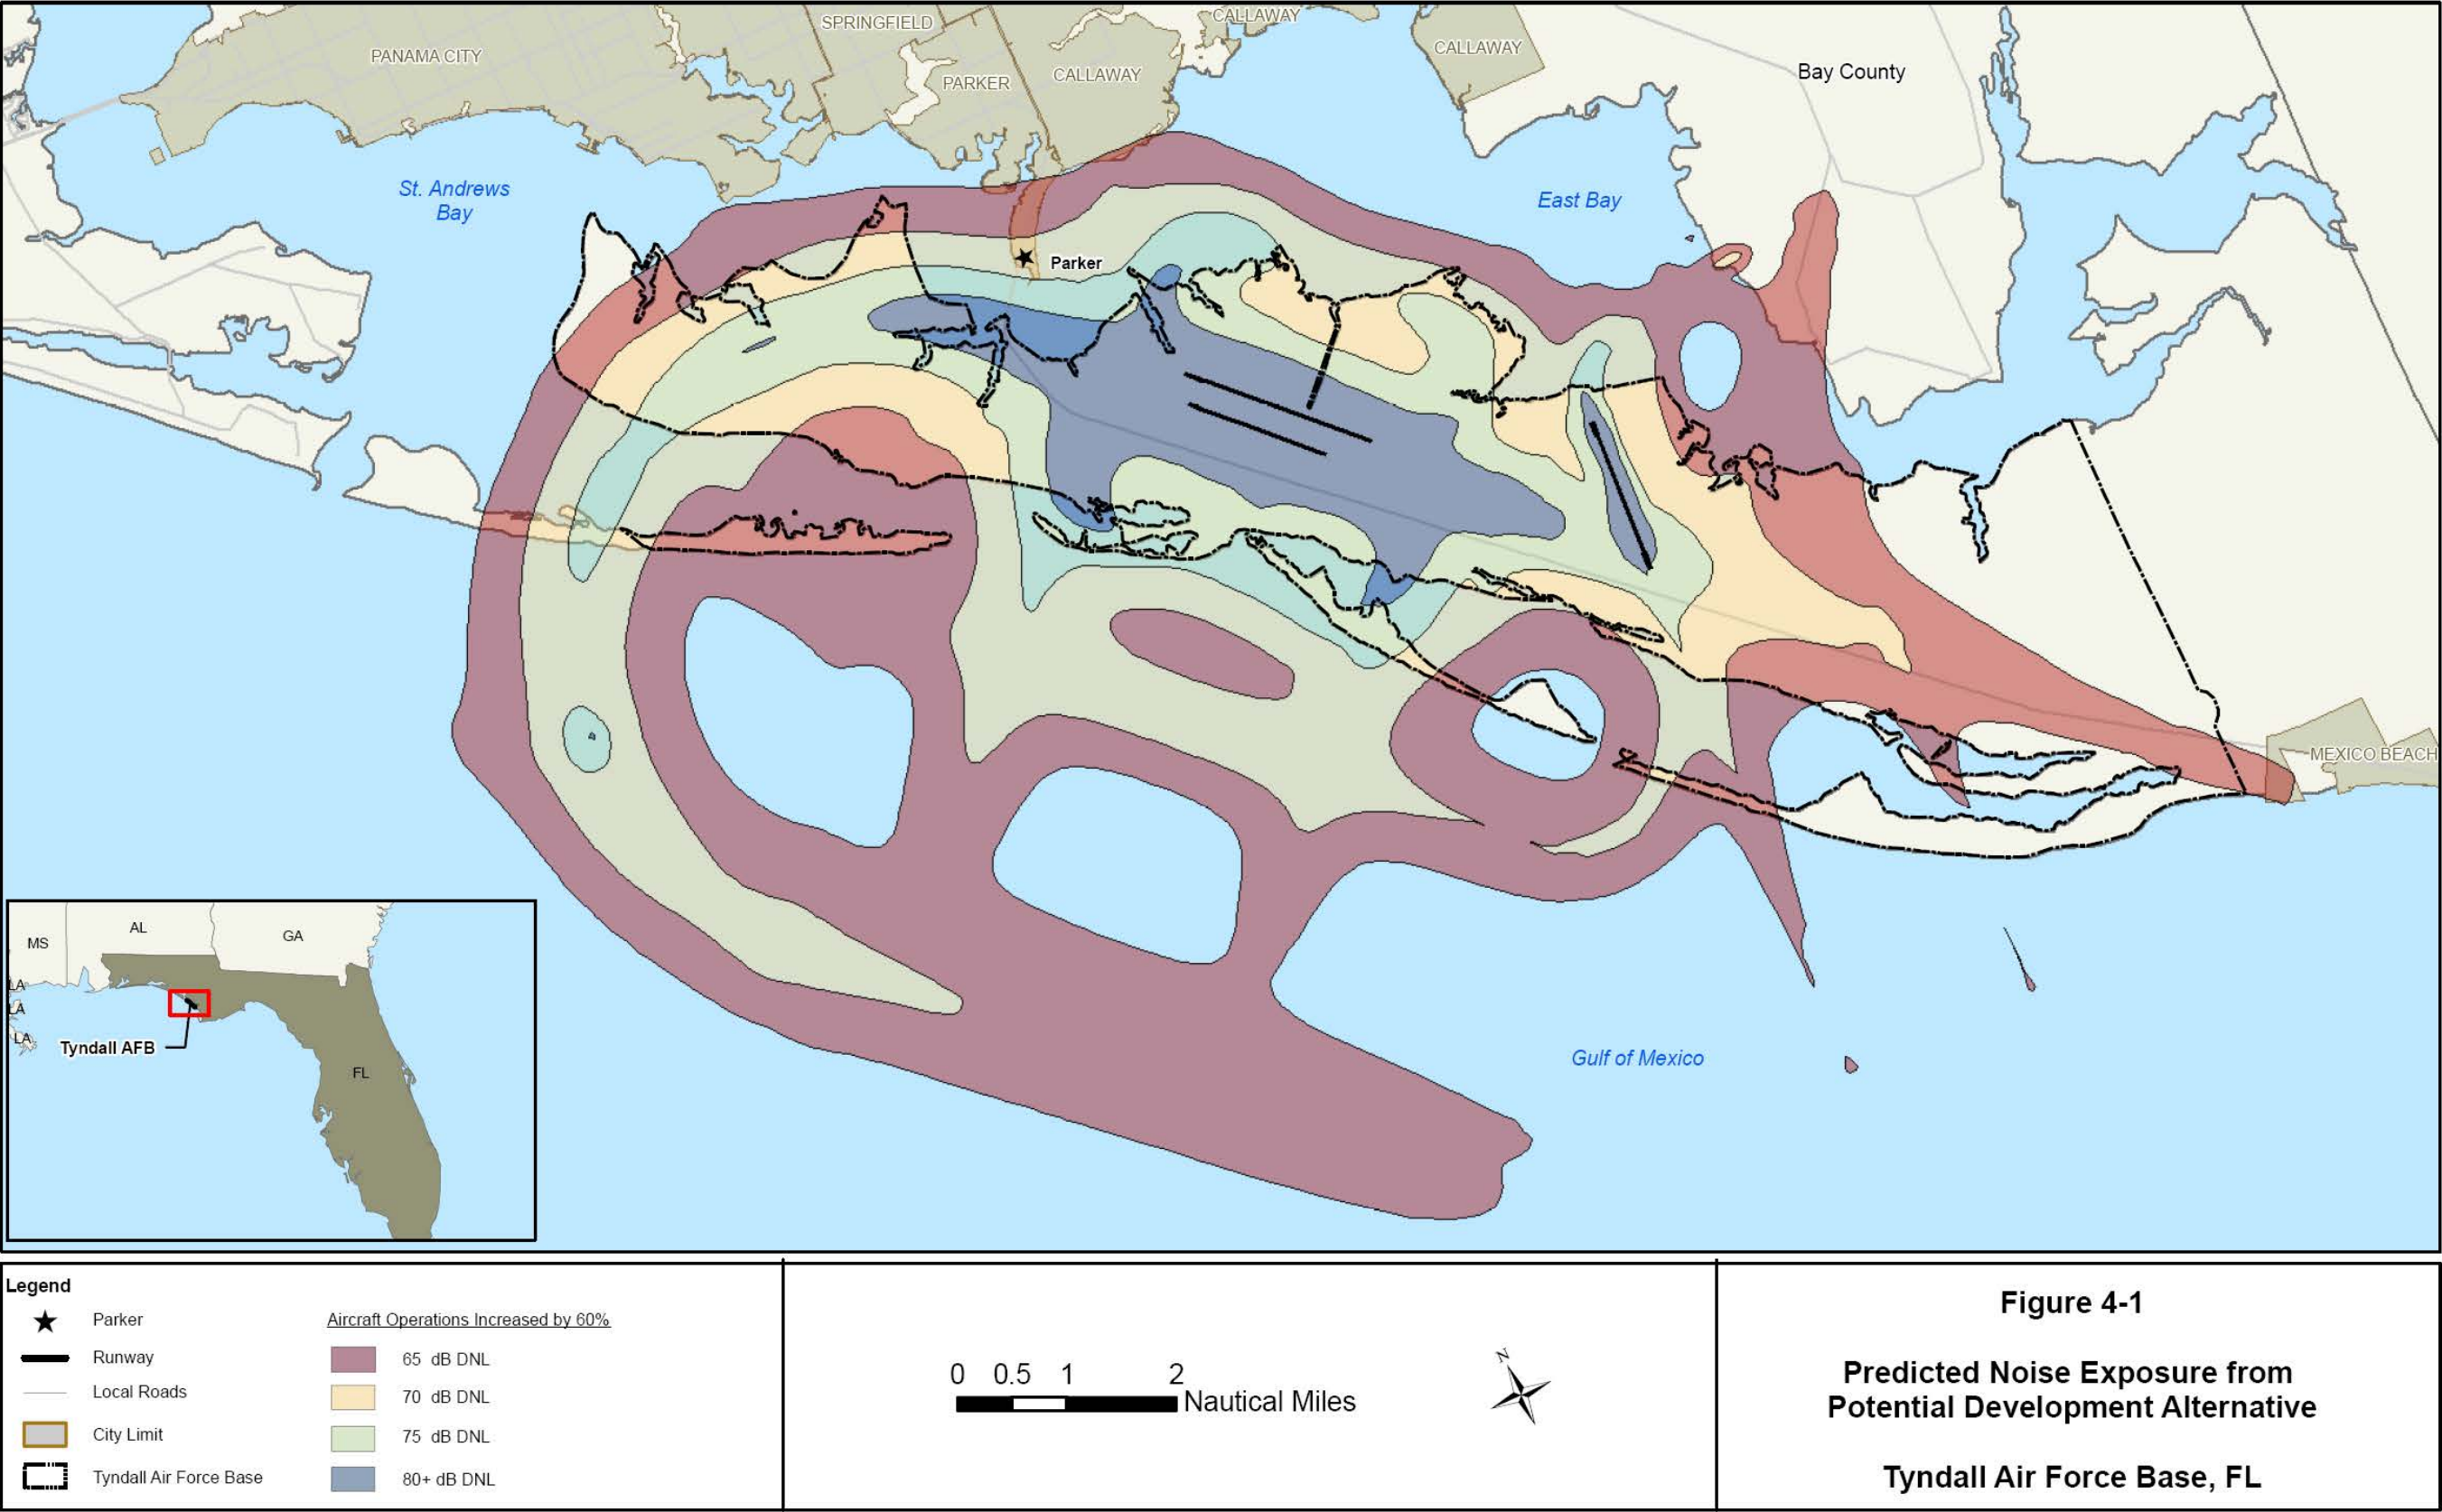 SPRINGFIELD
CALLAWAY
PANAMA CITY
CALLAWAY
Bay County
PARKER
CALLAWAY
St. Andrews
Bay
East Bay
Parker
MEXICO BEACH
Gulf of Mexico
MS
AL
GA
LA
LA
LA
Tyndall AFB
FL
Legend
Parker
Runway
Local Roads
City Limit
Tyndall Air Force Base
Aircraft Operations Increased by 60%
65 dB DNL
70 dB DNL
75 dB DNL
80+ dB DNL
0 0.5 1 2
Nautical Miles
N
Figure 4-1
Predicted Noise Exposure from
Potential Development Alternative
Tyndall Air Force Base, FL